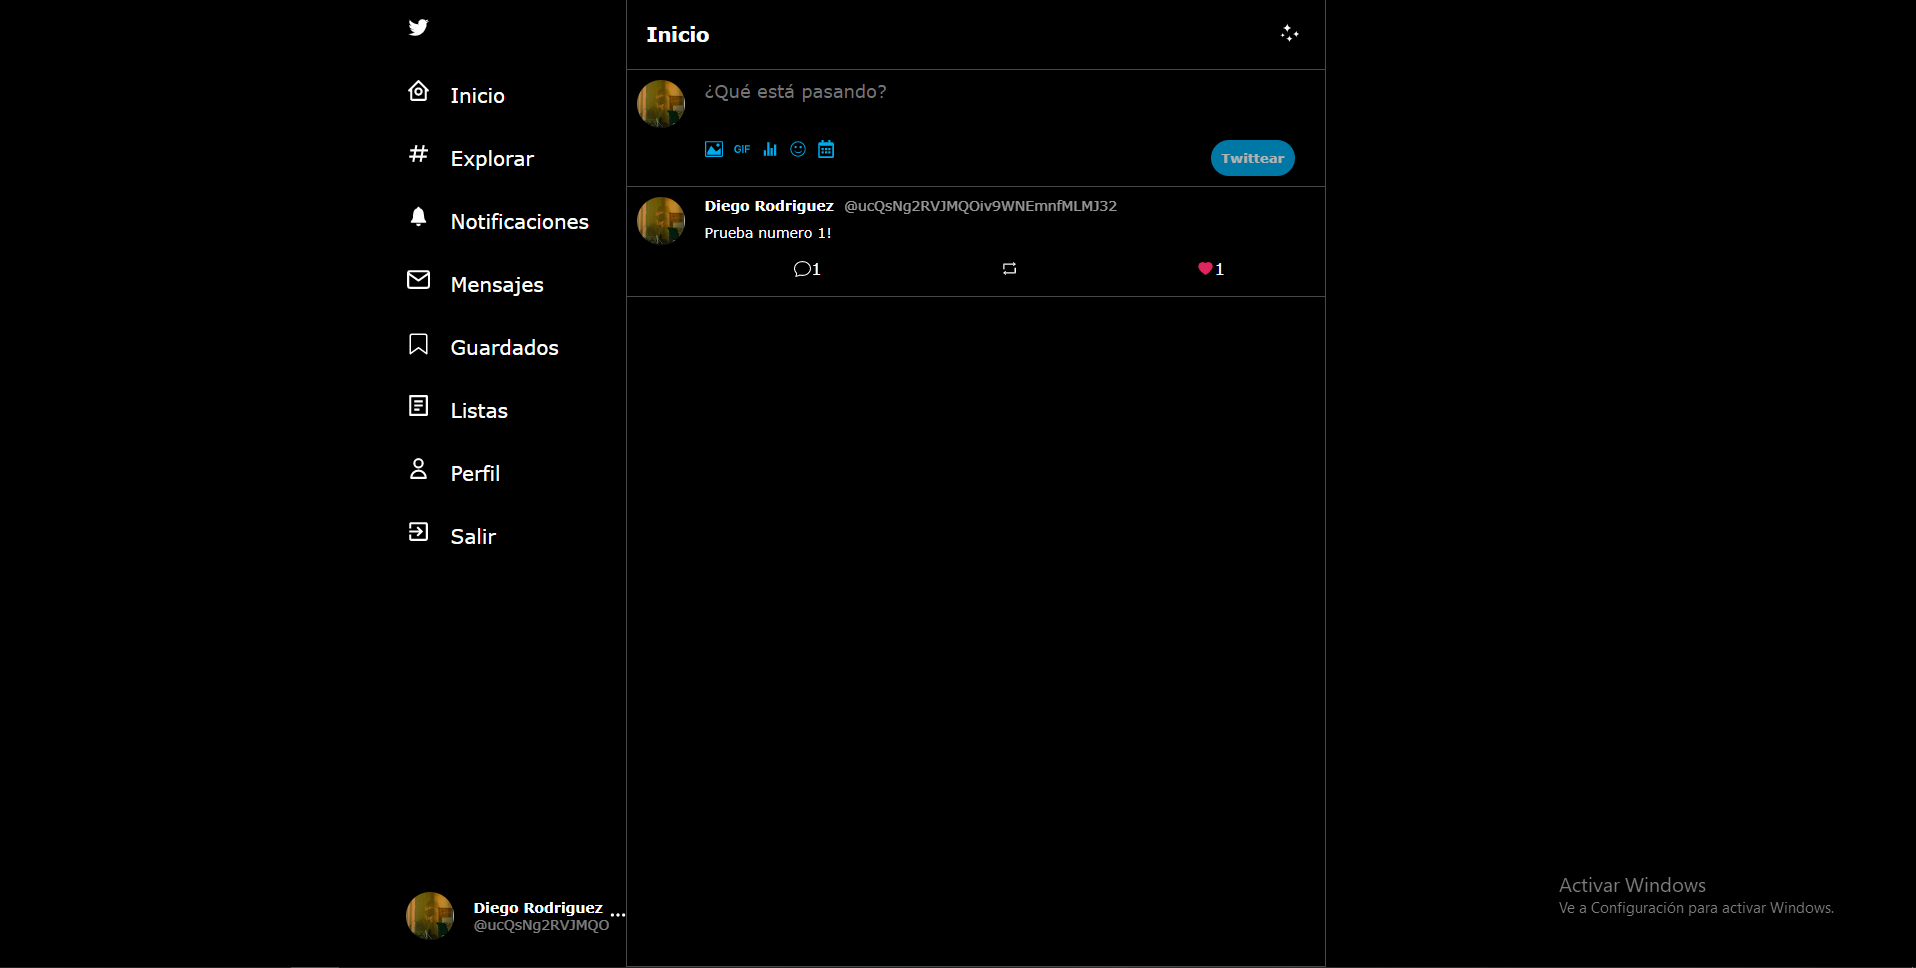 Inicio
Explorar
Notificaciones
Mensajes
Guardados
Listas
Perfil
Salir
Diego Rodriguez
@ucQsNg2RVJMQO
Inicio
¿Qué está pasando?
GIF
Twittear
Diego Rodriguez @ucQsNg2RVJMQOiv9WNEmnfMLMJ32
Prueba numero 1!
1
1
Activar Windows
Ve a Configuración para activar Windows.